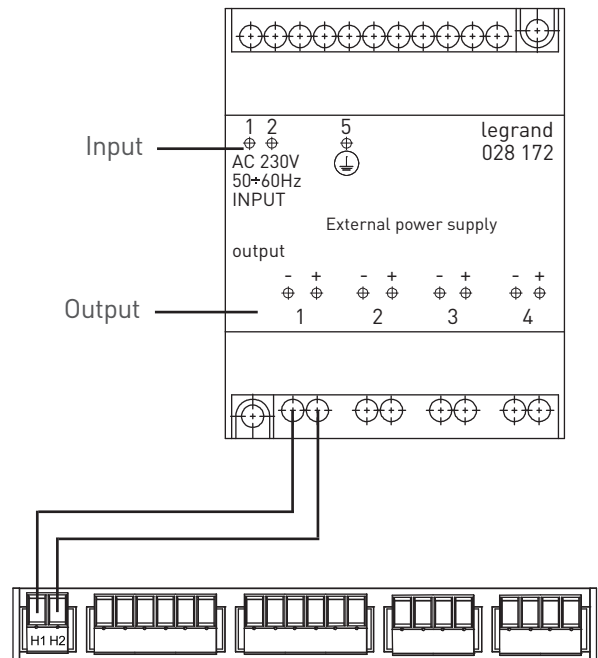 1 2 5 legrand
Input 028 172
AC 230V
50÷60Hz
INPUT
External power supply
output
- + - + - + - +
Output
1 2 3 4
H1 H2